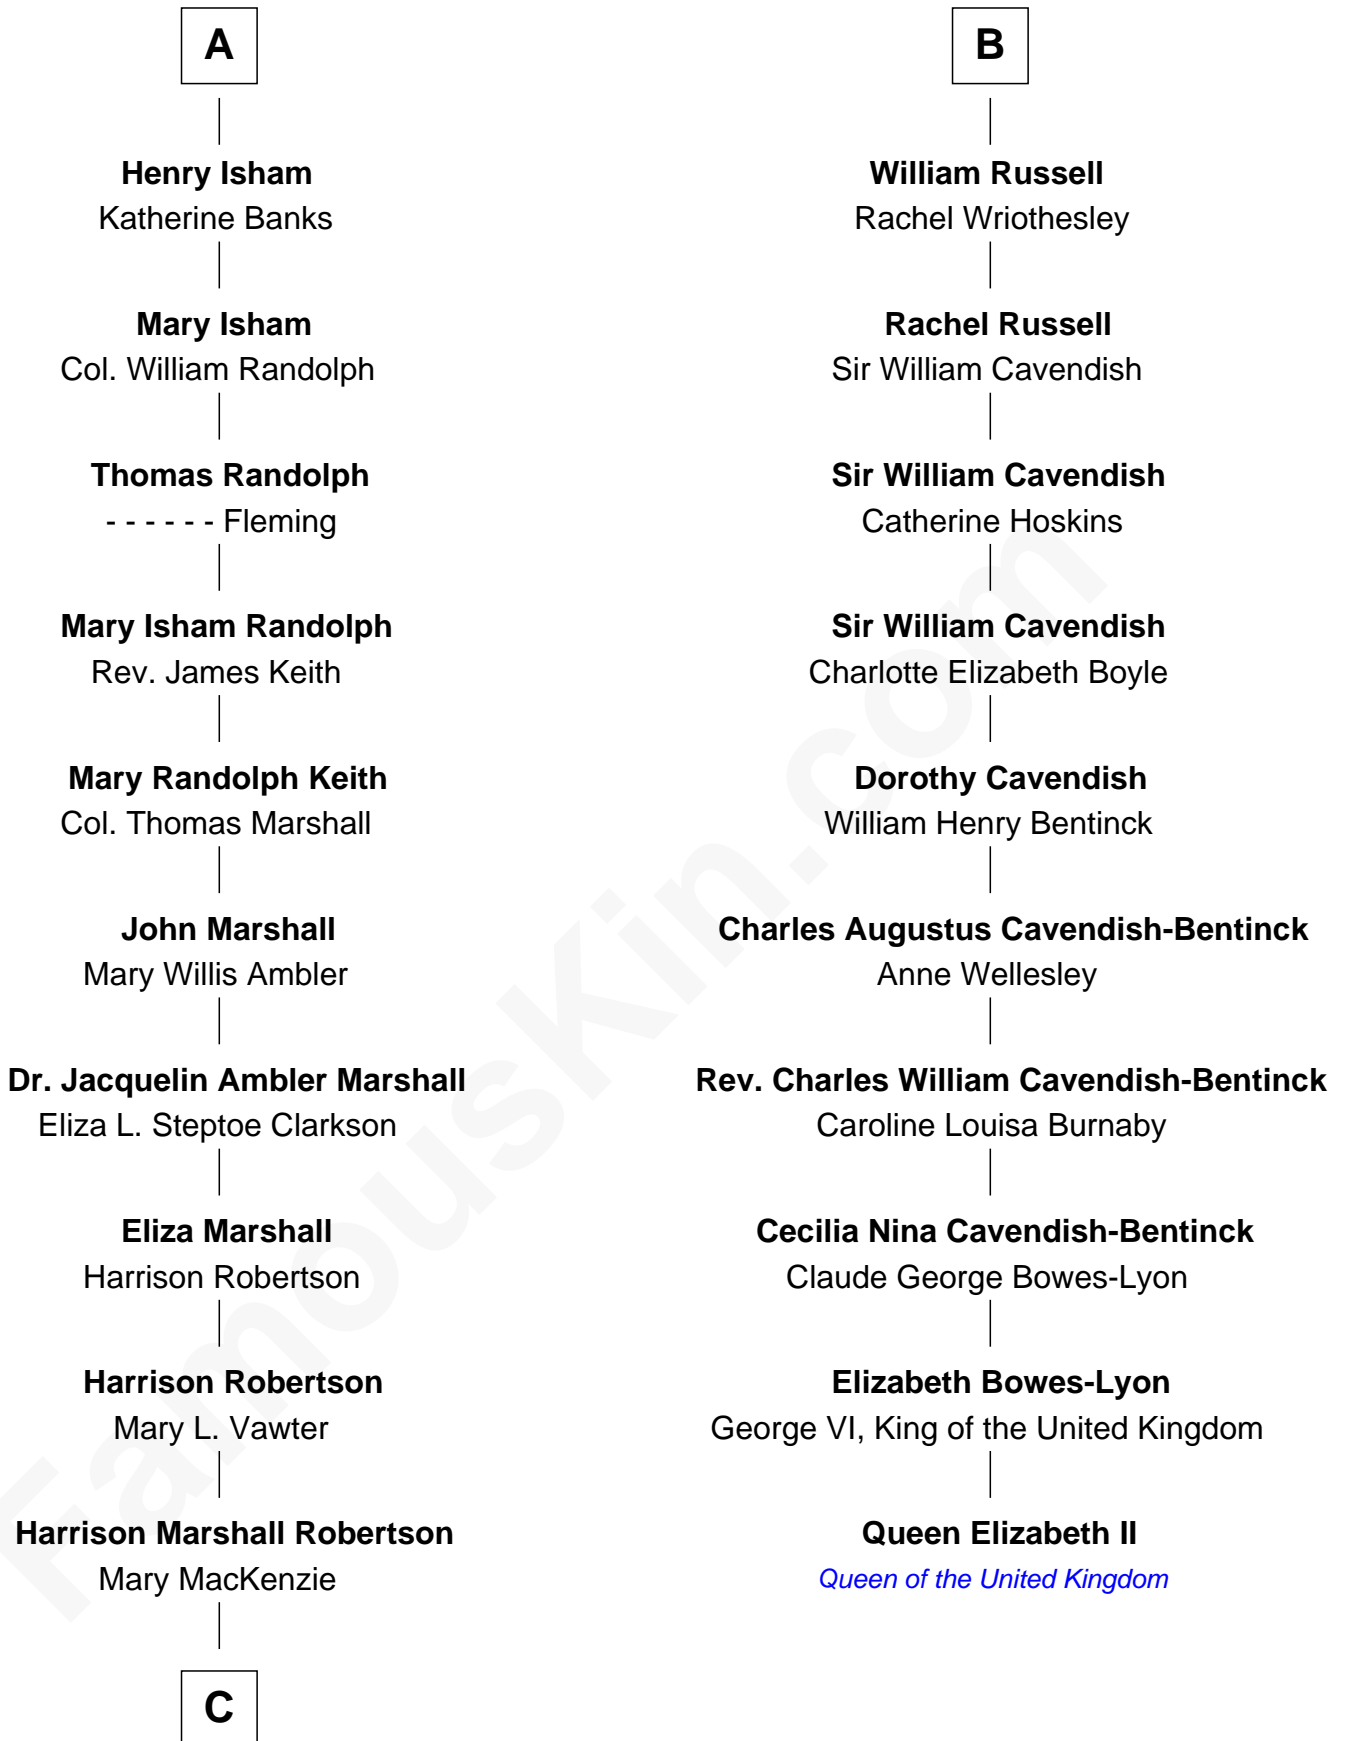 A
Henry Isham
Katherine Banks
Mary Isham
Col. William Randolph
Thomas Randolph
- - - - - - Fleming
Mary Isham Randolph
Rev. James Keith
Mary Randolph Keith
Col. Thomas Marshall
John Marshall
Mary Willis Ambler
Dr. Jacquelin Ambler Marshall
Eliza L. Steptoe Clarkson
Eliza Marshall
Harrison Robertson
Harrison Robertson
Mary L. Vawter
Harrison Marshall Robertson
Mary MacKenzie
C
B
William Russell
Rachel Wriothesley
Rachel Russell
Sir William Cavendish
Sir William Cavendish
Catherine Hoskins
Sir William Cavendish
Charlotte Elizabeth Boyle
Dorothy Cavendish
William Henry Bentinck
Charles Augustus Cavendish-Bentinck
Anne Wellesley
Rev. Charles William Cavendish-Bentinck
Caroline Louisa Burnaby
Cecilia Nina Cavendish-Bentinck
Claude George Bowes-Lyon
Elizabeth Bowes-Lyon
George VI, King of the United Kingdom
Queen Elizabeth II
Queen of the United Kingdom
FamousKin.com